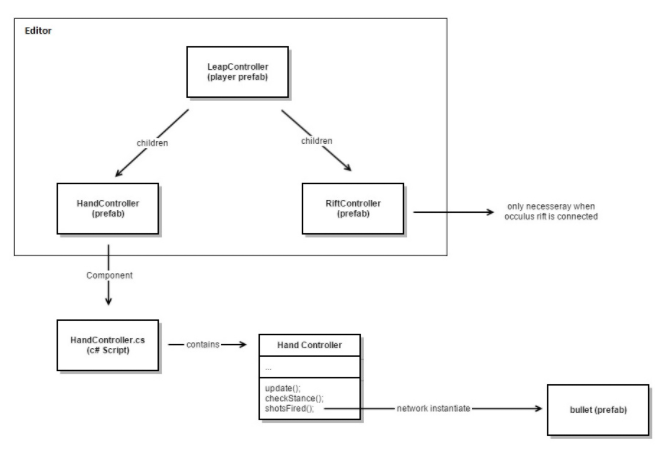 Editor
LeapController
(player prefab)
children
children
HandController
(prefab)
RiftController
(prefab)
only necesseray when
occulus rift is connected
Component
HandController.cs
(c# Script)
contains
Hand Controller
...
update();
checkStance();
shotsFired();
network instantiate
bullet (prefab)